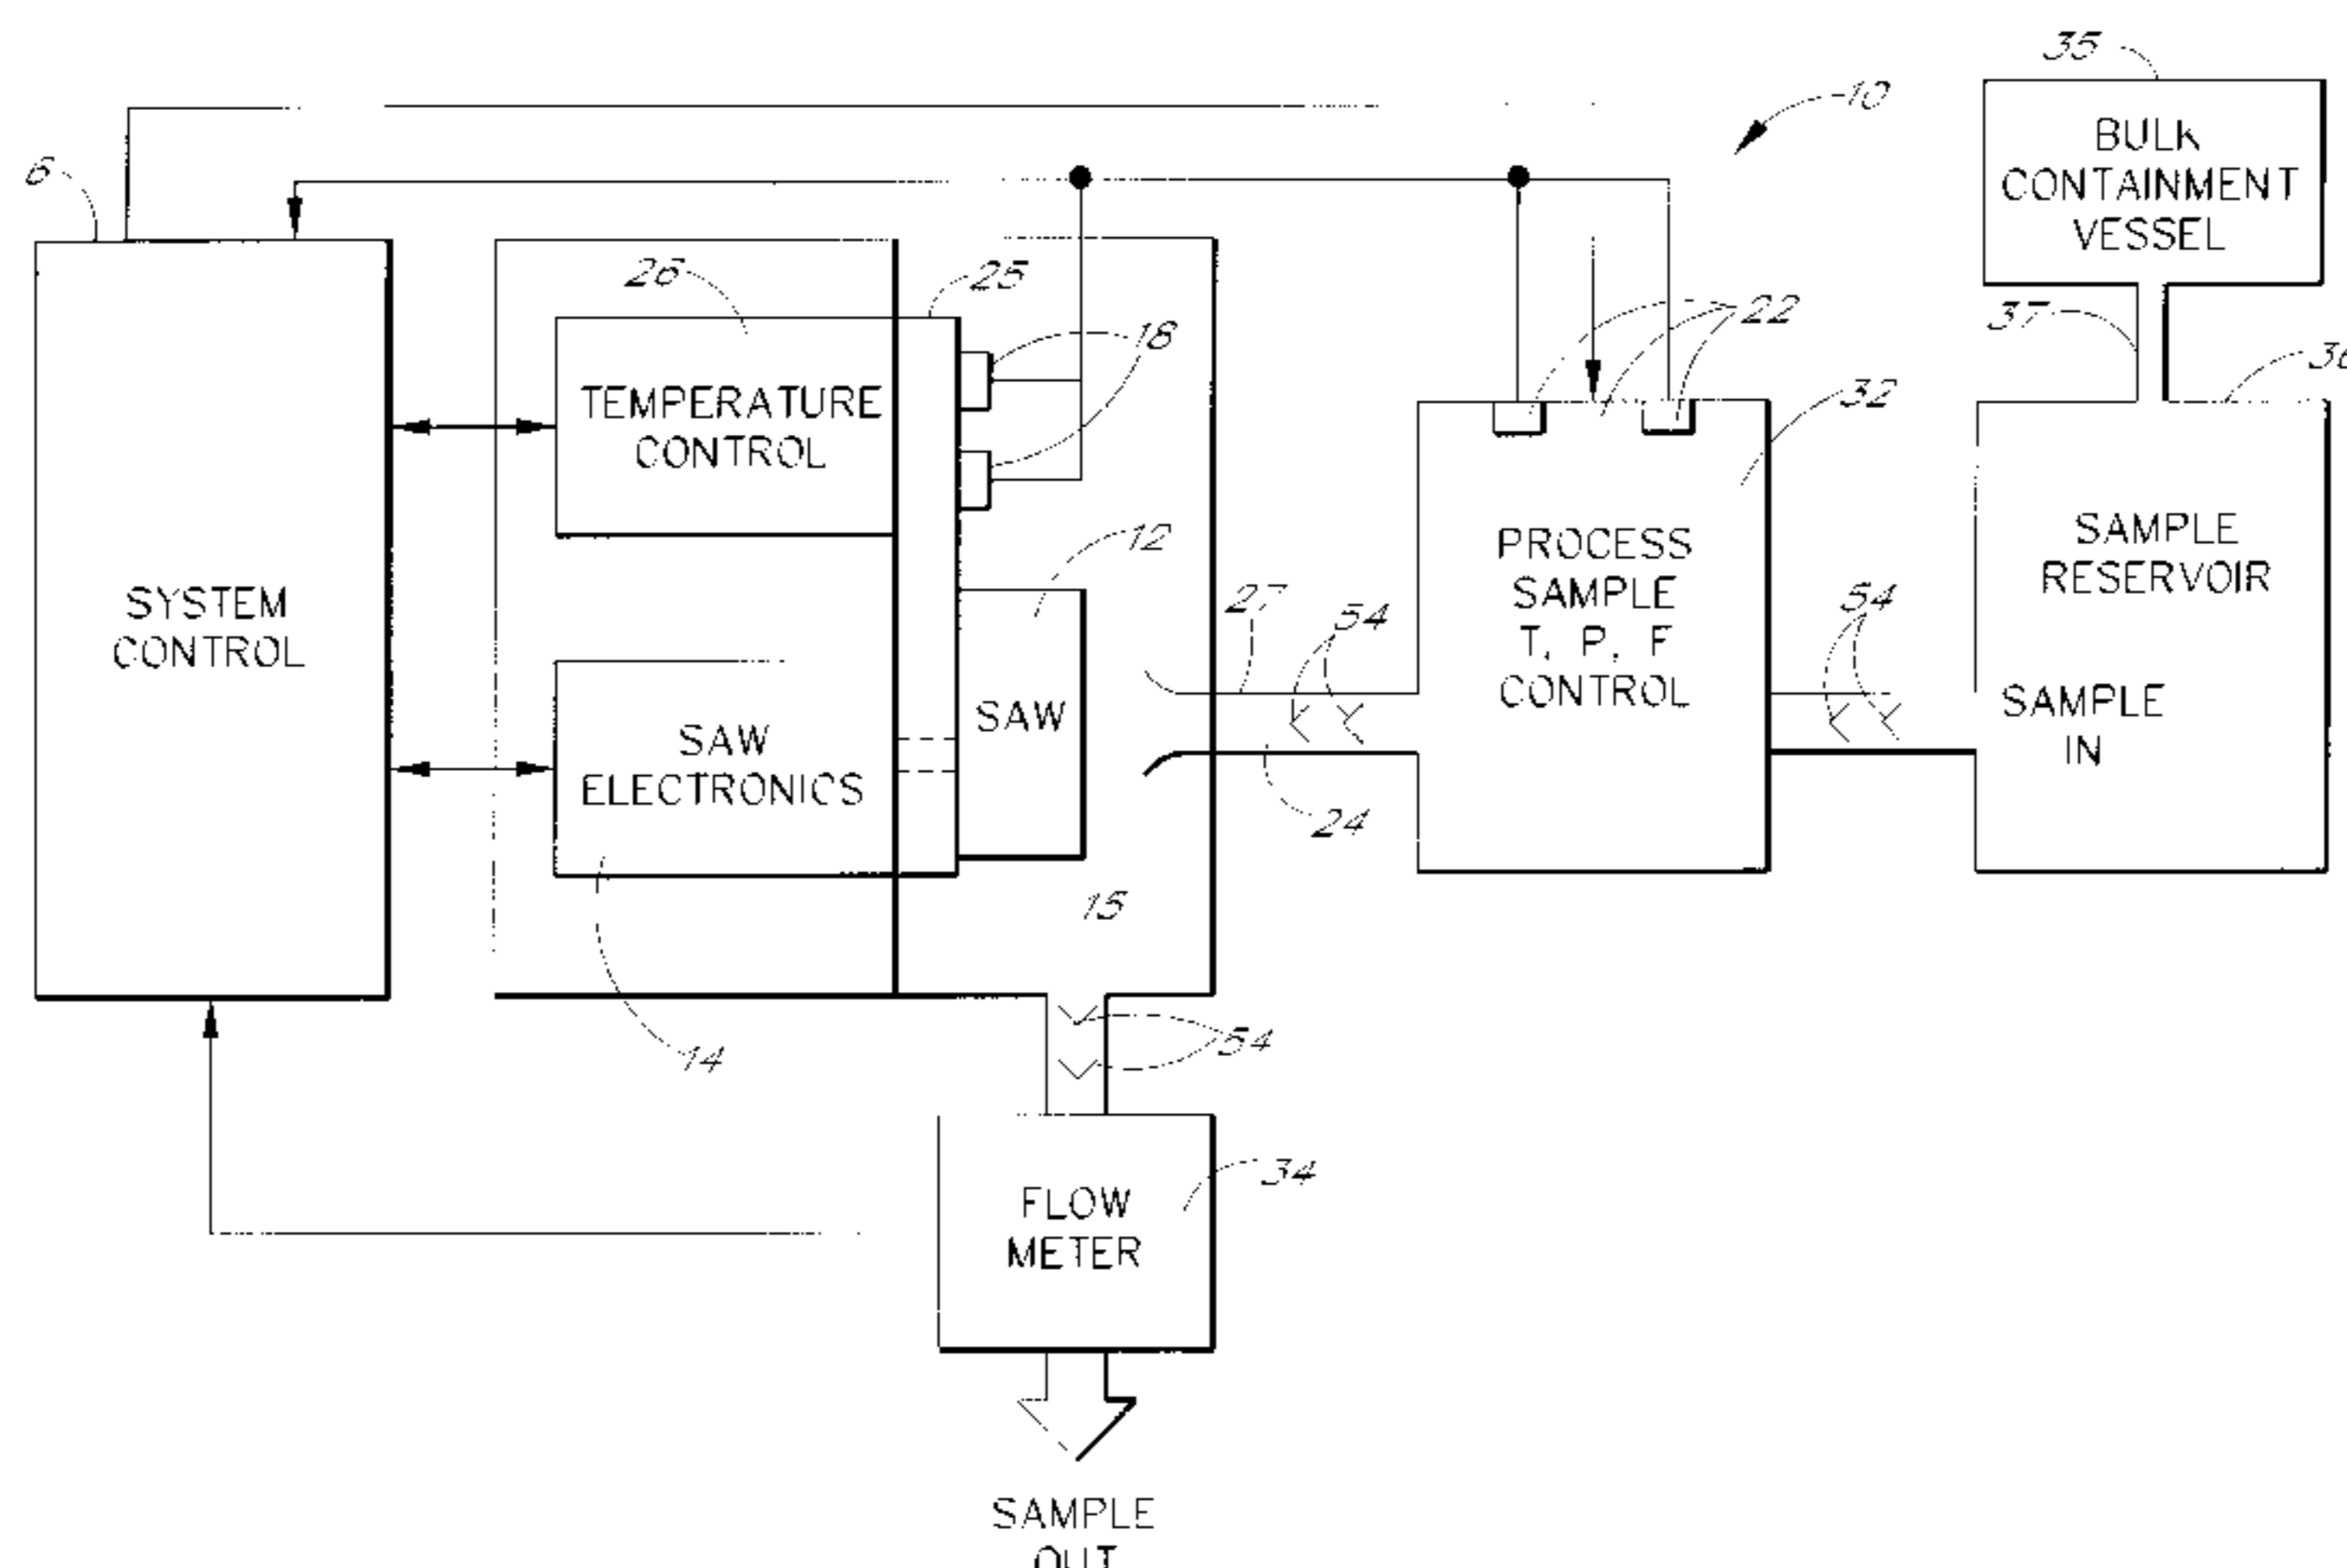 35
10
BULK
CONTAINMENT
VESSEL
6
26
25
18
22
37
36
32
TEMPERATURE
CONTROL
12
SYSTEM
CONTROL
SAW
ELECTRONICS
SAW
27
54
24
PROCESS
SAMPLE
T, P, F
CONTROL
54
SAMPLE
RESERVOIR
SAMPLE
IN
15
14
54
34
FLOW
METER
SAMPLE
OUT